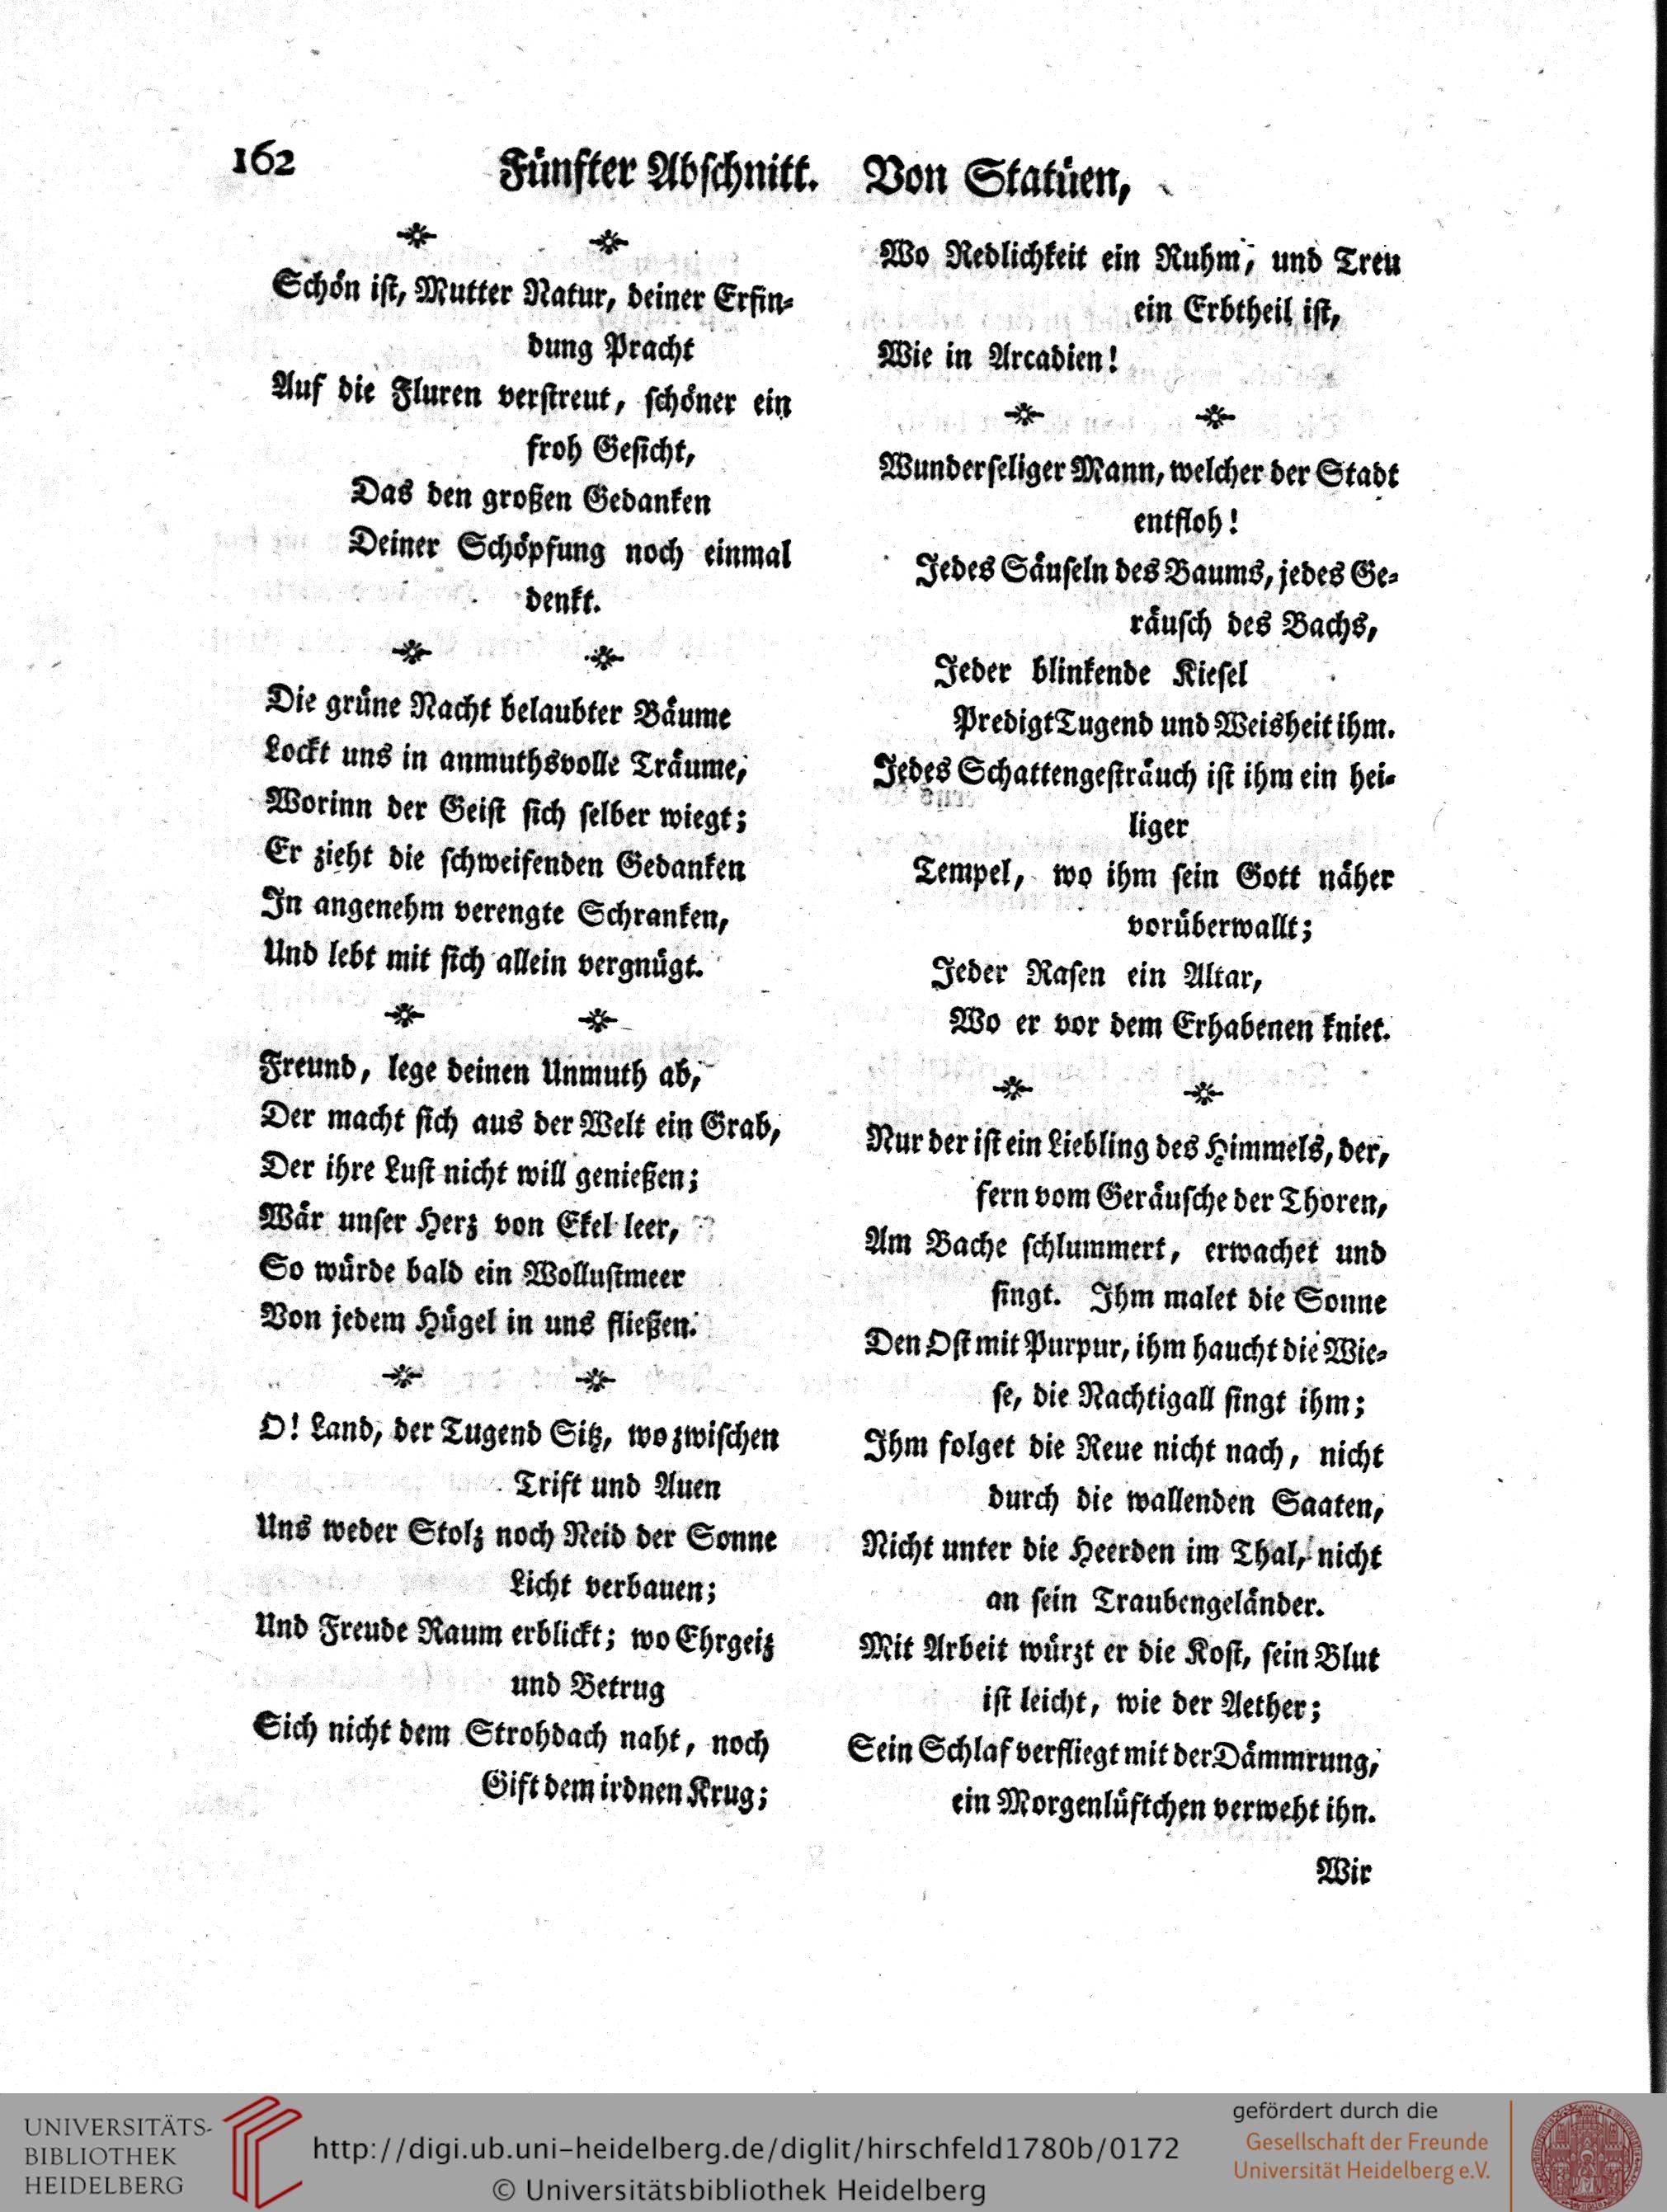 162
Fünfter Abschnitt. Von Statüen,
Schön ist, Mutter Natur, deiner Erfin-
dung Pracht
Auf die Fluren verstreut, schöner ein
froh Gesicht,
Das den großen Gedanken
Deiner Schöpfung noch einmal
denkt.
Die grüne Nacht belaubter Bäume
Lockt uns in anmuthsvolle Träume,
Worinn der Geist sich selber wiegt;
Er zieht die schweifenden Gedanken
In angenehm verengte Schranken,
Und lebt mit sich allein vergnügt.
Freund, lege deinen Unmuth ab,
Der macht sich aus der Welt ein Grab,
Der ihre Lust nicht will genießen;
Wär unser Herz von Ekel leer,
So würde bald ein Wollustmeer
Von jedem Hügel in uns fließen.
O! Land, der Tugend Sitz, wo zwischen
Trift und Auen
Uns weder Stolz noch Neid der Sonne
Licht verbauen;
Und Freude Raum erblickt; wo Ehrgeiz
und Betrug
Sich nicht dem Strohdach naht, noch
Gift dem irdnen Krug;
Wo Redlichkeit ein Ruhm, und Treu
ein Erbtheil ist,
Wie in Arcadien!
Wunderseliger Mann, welcher der Stadt
entfloh!
Jedes Säuseln des Baums, jedes Ge-
räusch des Bachs,
Jeder blinkende Kiesel
Predigt Tugend und Weisheit ihm.
Jedes Schattengesträuch ist ihm ein hei-
liger
Tempel, wo ihm sein Gott näher
vorüberwallt;
Jeder Rasen ein Altar,
Wo er vor dem Erhabenen kniet.
Nur der ist ein Liebling des Himmels, der,
fern vom Geräusche der Thoren,
Am Bache schlummert, erwachet und
singt. Ihm malet die Sonne
Den Ost mit Purpur, ihm haucht die Wie-
se, die Nachtigall singt ihm;
Ihm folget die Reue nicht nach, nicht
durch die wallenden Saaten,
Nicht unter die Heerden im Thal, nicht
an sein Traubengeländer.
Mit Arbeit würzt er die Kost, sein Blut
ist leicht, wie der Aether;
Sein Schlaf verfliegt mit der Dämmrung,
ein Morgenlüftchen verweht ihn.
Wir
UNIVERSITÄTS-
BIBLIOTHEK
HEIDELBERG
http://digi.ub.uni-heidelberg.de/diglit/hirschfeld1780b/0172
© Universitätsbibliothek Heidelberg
gefördert durch die
Gesellschaft der Freunde
Universität Heidelberg e.V.